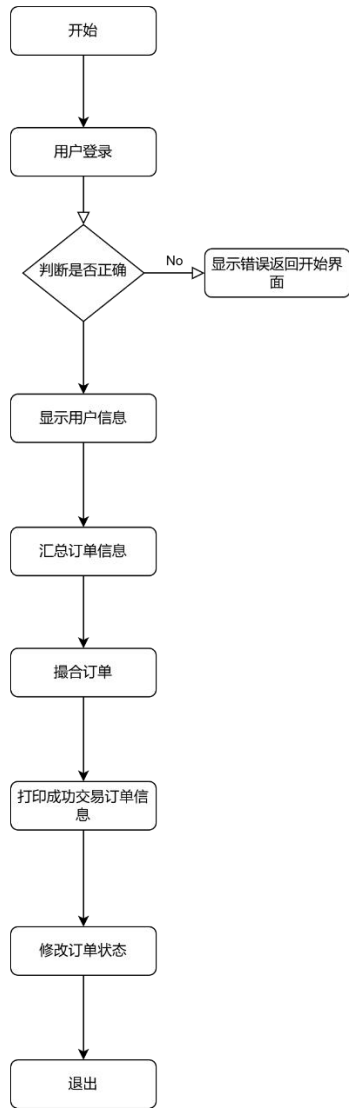 开始
用户登录
判断是否正确
No
显示错误返回开始界
面
显示用户信息
汇总订单信息
撮合订单
打印成功交易订单信
息
修改订单状态
退出